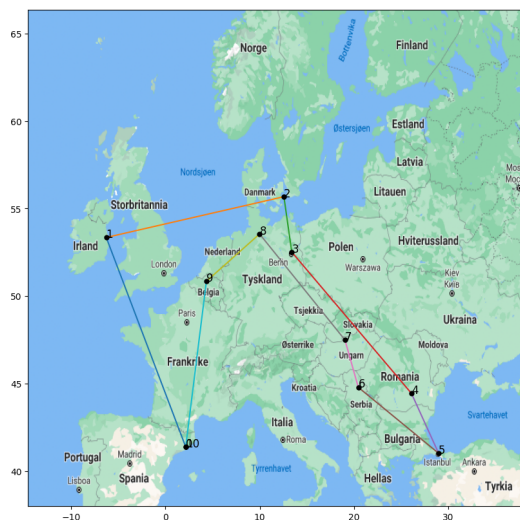 65
60
55
50
45
40
−10
0
10
20
30
Norge
Finland
Bottenvika
Estland
Østersjøen
Latvia
Mos
Nordsjøen
Danmark
2
Litauen
Storbritannia
1
Irland
8
Nederland
3
Berlin
Polen
Hviterussland
London
Warszawa
9
Belgia
Tyskland
Kiev
Киів
Paris
Tsjekkia
Slovakia
Ukraina
7
Østerrike
Ungarn
Moldova
Frankrike
Romania
6
4
Kroatia
Serbia
Italia
Svartehavet
10
Roma
Bulgaria
5
Istanbul
Ankara
Portugal
Madrid
Lisboa
Spania
Tyrrenhavet
Hellas
Tyrkia